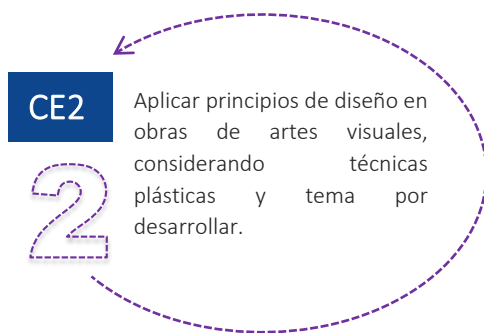 CE2
2
Aplicar principios de diseño en
obras de artes visuales,
considerando técnicas
plásticas y tema por
desarrollar.